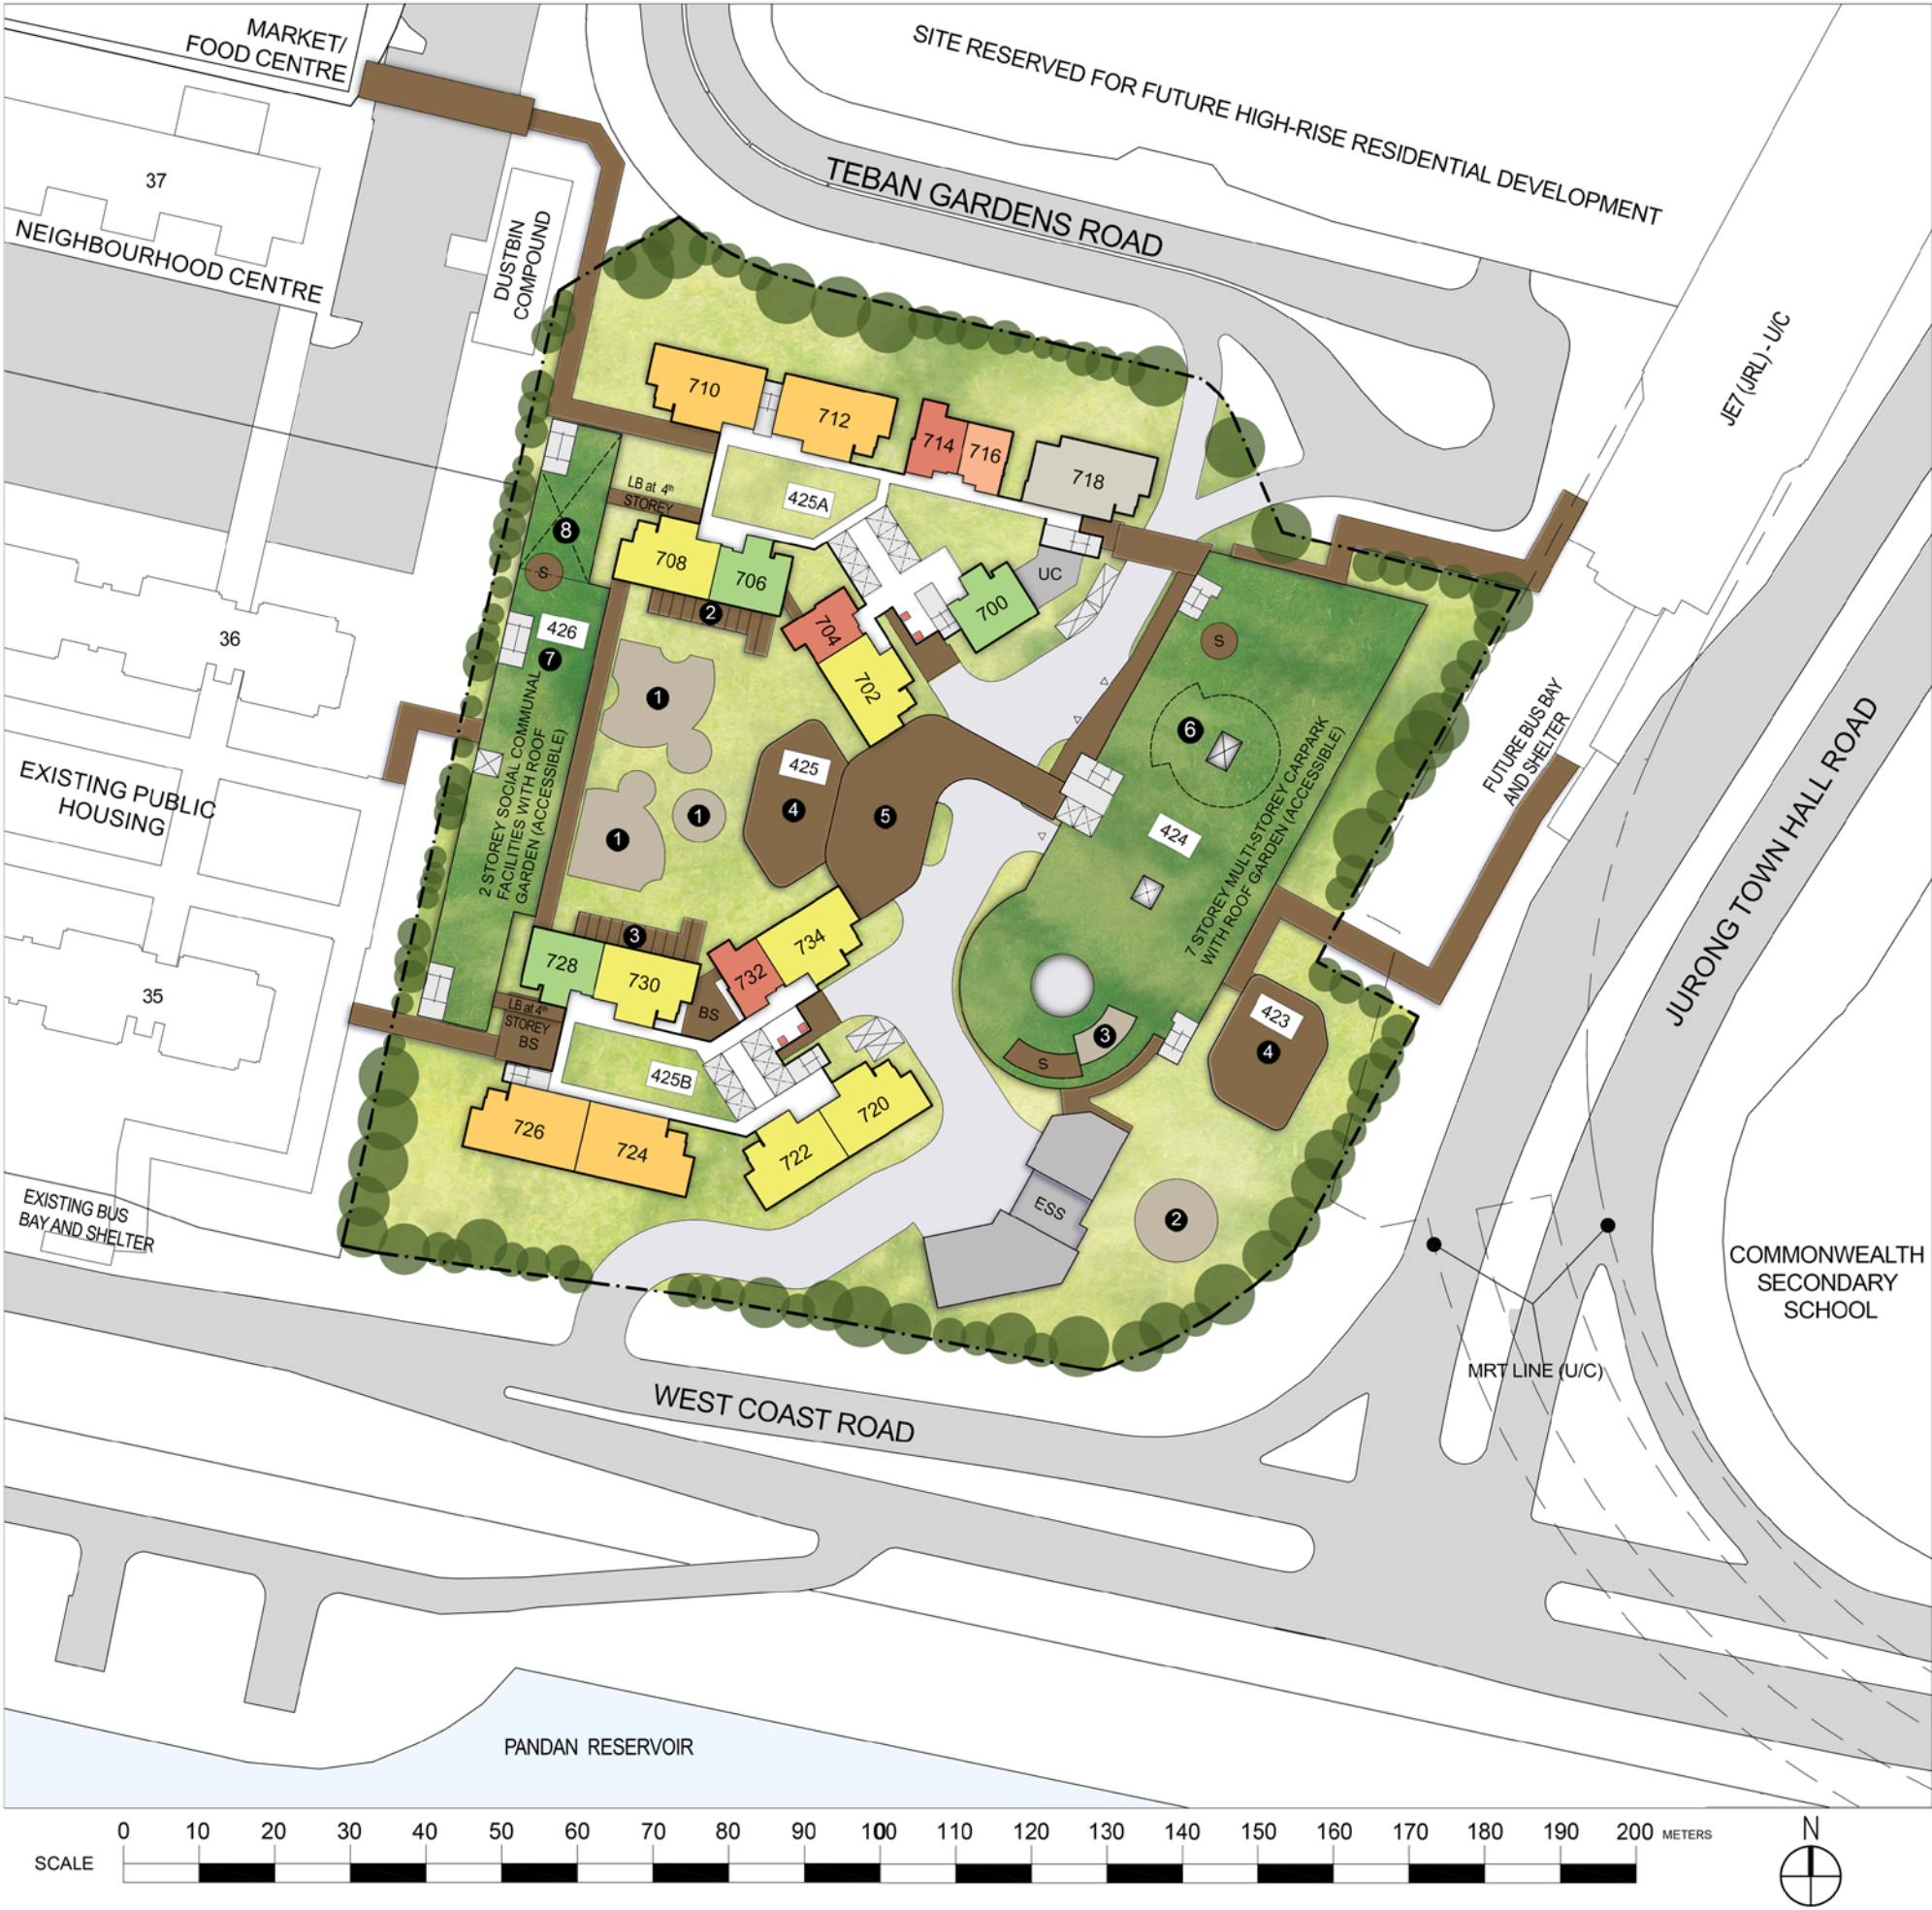 MARKET/
FOOD CENTRE
SITE RESERVED FOR FUTURE HIGH-RISE RESIDENTIAL DEVELOPMENT
TEBAN GARDENS ROAD
37
NEIGHBOURHOOD CENTRE
DUSTBIN
COMPOUND
JE7 (JRL) - U/C
710
712
714
716
718
LB at 4th
STOREY
425A
8
S
708
706
2
704
702
700
UC
S
36
426
7
2 STOREY SOCIAL COMMUNAL
FACILITIES WITH ROOF
GARDEN (ACCESSIBLE)
1
1
1
425
4
5
6
424
7 STOREY MULTI-STOREY CARPARK
WITH ROOF GARDEN (ACCESSIBLE)
FUTURE BUS BAY
AND SHELTER
JURONG TOWN HALL ROAD
EXISTING PUBLIC
HOUSING
35
3
728
730
732
734
BS
LB at 4th
STOREY
BS
425B
726
724
722
720
3
S
423
4
ESS
2
EXISTING BUS
BAY AND SHELTER
COMMONWEALTH
SECONDARY
SCHOOL
MRT LINE (U/C)
WEST COAST ROAD
PANDAN RESERVOIR
0 10 20 30 40 50 60 70 80 90 100 110 120 130 140 150 160 170 180 190 200 METERS
SCALE
N